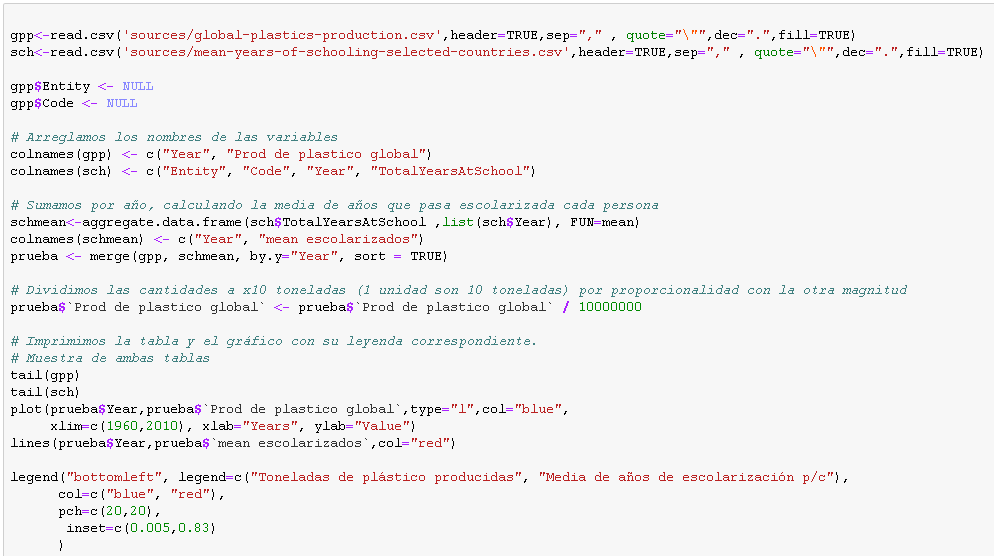 gpp<-read.csv('sources/global-plastics-production.csv',header=TRUE,sep="," , quote="\"",dec=".",fill=TRUE)
sch<-read.csv('sources/mean-years-of-schooling-selected-countries.csv',header=TRUE,sep="," , quote="\"",dec=".",fill=TRUE)
gpp$Entity <- NULL
gpp$Code <- NULL
# Arreglamos los nombres de las variables
colnames(gpp) <- c("Year", "Prod de plastico global")
colnames(sch) <- c("Entity", "Code", "Year", "TotalYearsAtSchool")
# Sumamos por año, calculando la media de años que pasa escolarizada cada persona
schmean<-aggregate.data.frame(sch$TotalYearsAtSchool ,list(sch$Year), FUN=mean)
colnames(schmean) <- c("Year", "mean escolarizados")
prueba <- merge(gpp, schmean, by.y="Year", sort = TRUE)
# Dividimos las cantidades a x10 toneladas (1 unidad son 10 toneladas) por proporcionalidad con la otra magnitud
prueba$`Prod de plastico global` <- prueba$`Prod de plastico global` / 10000000
# Imprimimos la tabla y el gráfico con su leyenda correspondiente.
# Muestra de ambas tablas
tail(gpp)
tail(sch)
plot(prueba$Year,prueba$`Prod de plastico global`,type="l",col="blue",
xlim=c(1960,2010), xlab="Years", ylab="Value")
lines(prueba$Year,prueba$`mean escolarizados`,col="red")
legend("bottomleft", legend=c("Toneladas de plástico producidas", "Media de años de escolarización p/c"),
col=c("blue", "red"),
pch=c(20,20),
inset=c(0.005,0.83)
)